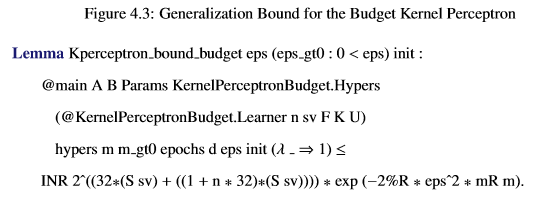 Figure 4.3: Generalization Bound for the Budget Kernel Perceptron
Lemma Kperceptron_bound_budget eps (eps_gt0 : 0 < eps) init :
@main A B Params KernelPerceptronBudget.Hypers
(@KernelPerceptronBudget.Learner n sv F K U)
hypers m m_gt0 epochs d eps init (λ _ ⇒ 1) ≤
INR 2^((32*(S sv) + ((1 + n * 32)*(S sv)))) * exp (−2%R * eps^2 * mR m).